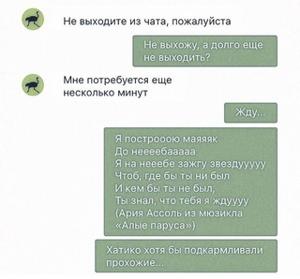 Не выходите из чата, пожалуйста
Не выхожу, а долго еще
не выходить?
Мне потребуется еще
несколько минут
Жду...
Я построоою маяяяк
До неееебааааа
Я на нееебе зажгу звездууууу
Чтоб, где бы ты ни был
И кем бы ты не был,
Ты знал, что тебя я ждуууу
(Ария Ассоль из мюзикла
«Алые паруса»)
Хатико хотя бы подкармливали
прохожие...